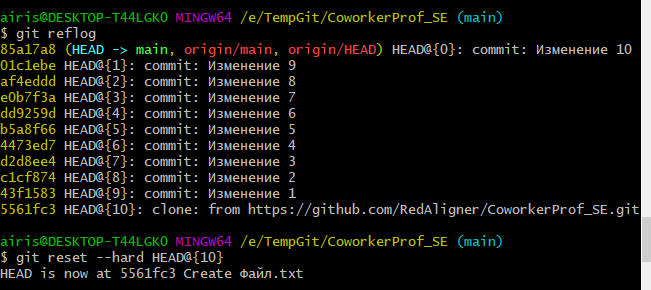 airis@DESKTOP-T44LGKO MINGW64 /e/TempGit/CoworkerProf_SE (main)
$ git reflog
85a17a8 (HEAD -> main, origin/main, origin/HEAD) HEAD@{0}: commit: Изменение 10
01c1ebe HEAD@{1}: commit: Изменение 9
af4eddd HEAD@{2}: commit: Изменение 8
e0b7f3a HEAD@{3}: commit: Изменение 7
dd9259d HEAD@{4}: commit: Изменение 6
b5a8f66 HEAD@{5}: commit: Изменение 5
4473ed7 HEAD@{6}: commit: Изменение 4
d2d8ee4 HEAD@{7}: commit: Изменение 3
c1cf874 HEAD@{8}: commit: Изменение 2
43f1583 HEAD@{9}: commit: Изменение 1
5561fc3 HEAD@{10}: clone: from https://github.com/RedAligner/CoworkerProf_SE.git
airis@DESKTOP-T44LGKO MINGW64 /e/TempGit/CoworkerProf_SE (main)
$ git reset --hard HEAD@{10}
HEAD is now at 5561fc3 Create Файл.txt